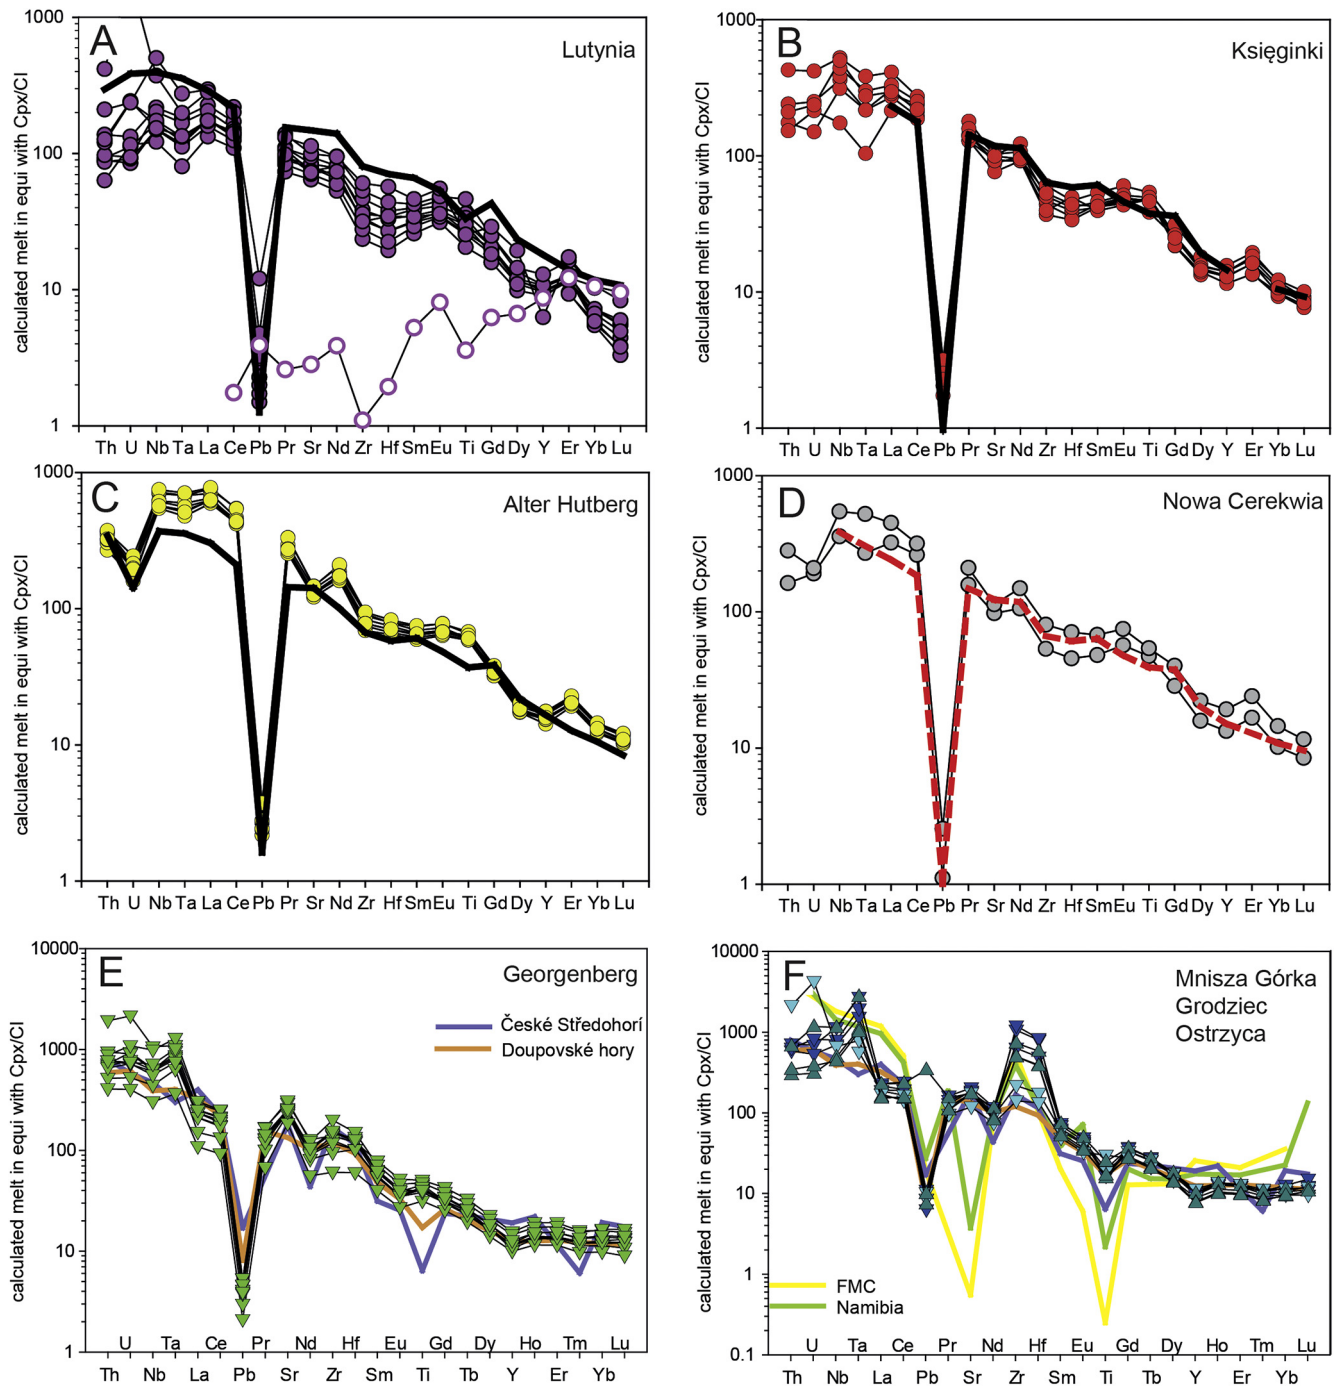 A
Lutynia
calculated melt in equi with Cpx/CI
1000
100
10
1
Th U Nb Ta La Ce Pb Pr Sr Nd Zr Hf Sm Eu Ti Gd Dy Y Er Yb Lu
B
Księginki
calculated melt in equi with Cpx/CI
1000
100
10
1
Th U Nb Ta La Ce Pb Pr Sr Nd Zr Hf Sm Eu Ti Gd Dy Y Er Yb Lu
C
Alter Hutberg
calculated melt in equi with Cpx/CI
1000
100
10
1
Th U Nb Ta La Ce Pb Pr Sr Nd Zr Hf Sm Eu Ti Gd Dy Y Er Yb Lu
D
Nowa Cerekwia
calculated melt in equi with Cpx/CI
1000
100
10
1
Th U Nb Ta La Ce Pb Pr Sr Nd Zr Hf Sm Eu Ti Gd Dy Y Er Yb Lu
E
Georgenberg
České Středohorí
Doupovské hory
calculated melt in equi with Cpx/CI
10000
1000
100
10
1
U Ta Ce Pr Nd Hf Eu Gd Dy Ho Tm Lu
Th Nb La Pb Sr Zr Sm Ti Tb Y Er Yb
F
Mnisza Górka
Grodziec
Ostrzyca
calculated melt in equi with Cpx/CI
10000
1000
100
10
1
0.1
FMC
Namibia
U Ta Ce Pr Nd Hf Eu Gd Dy Ho Tm Lu
Th Nb La Pb Sr Zr Sm Ti Tb Y Er Yb